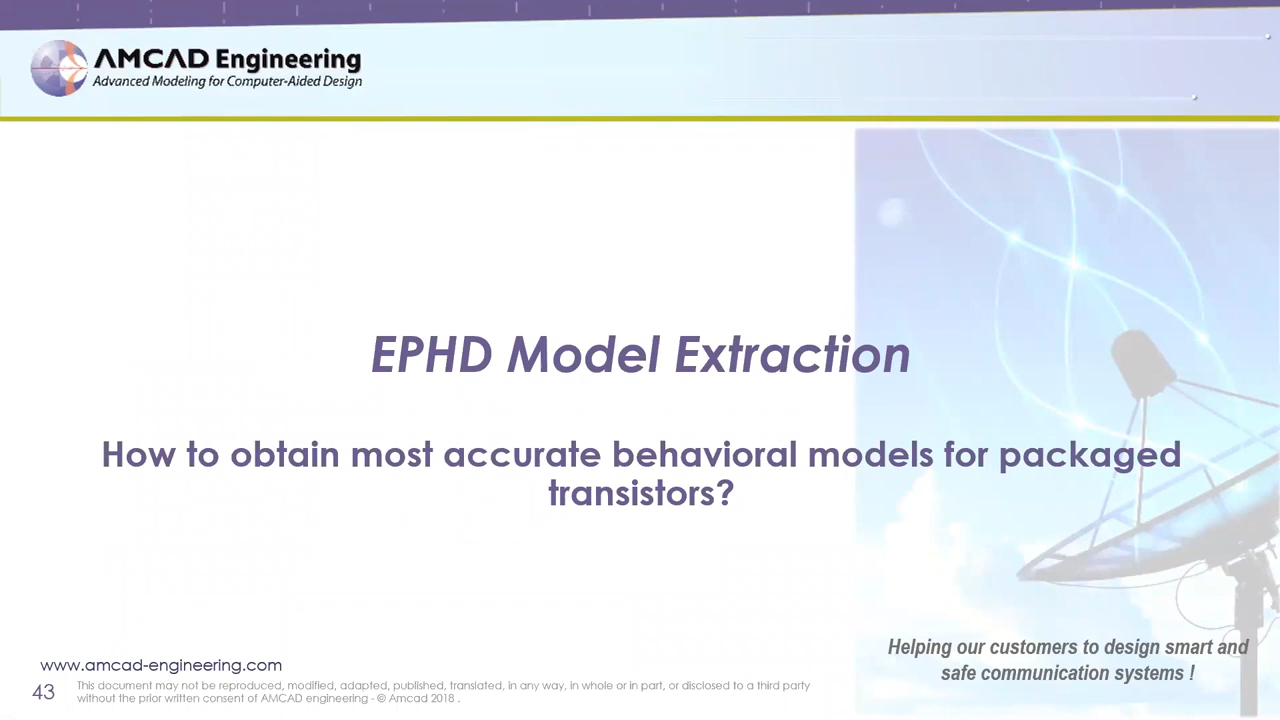 AMCAD Engineering
Advanced Modeling for Computer-Aided Design
EPHD Model Extraction
How to obtain most accurate behavioral models for packaged
transistors?
Helping our customers to design smart and
safe communication systems !
www.amcad-engineering.com
43
This document may not be reproduced, modified, adapted, published, translated, in any way, in whole or in part, or disclosed to a third party
without the prior written consent of AMCAD engineering - © Amcad 2018 .